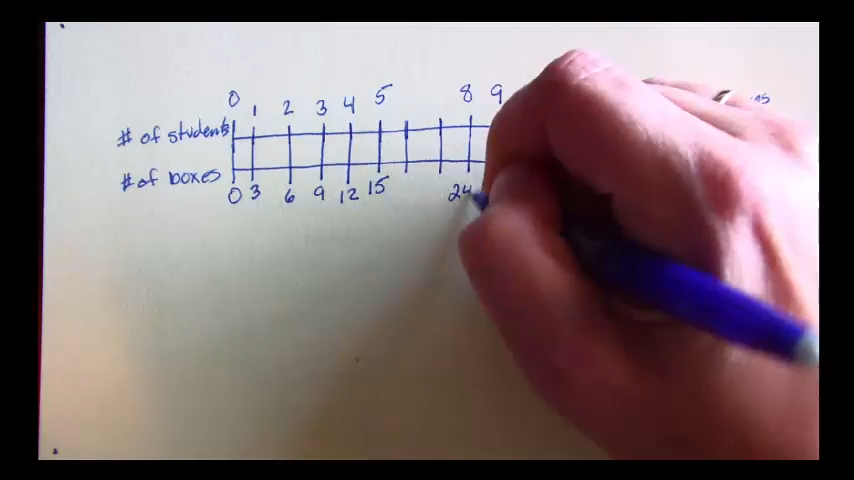 0 1 2 3 4 5 8 9
# of students
# of boxes
0 3 6 9 12 15 24